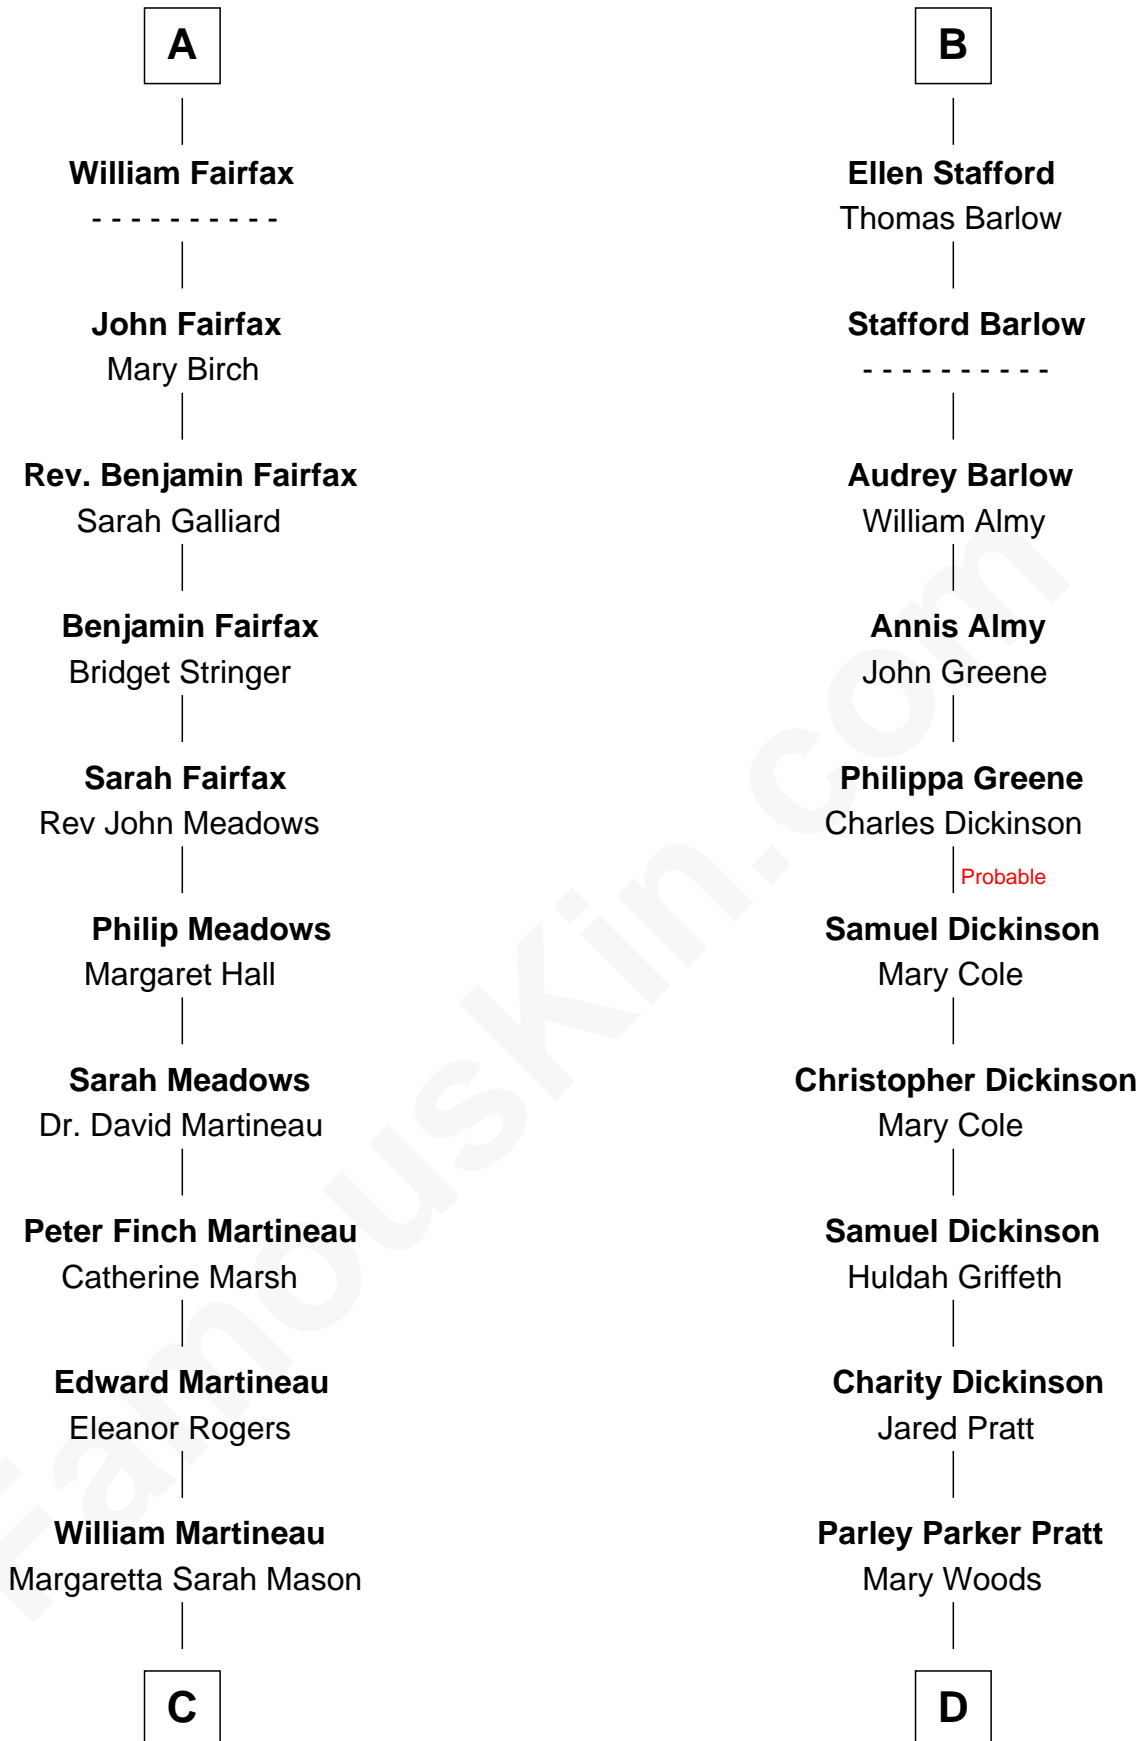 A
William Fairfax
- - - - - - - - - -
John Fairfax
Mary Birch
Rev. Benjamin Fairfax
Sarah Galliard
Benjamin Fairfax
Bridget Stringer
Sarah Fairfax
Rev John Meadows
Philip Meadows
Margaret Hall
Sarah Meadows
Dr. David Martineau
Peter Finch Martineau
Catherine Marsh
Edward Martineau
Eleanor Rogers
William Martineau
Margaretta Sarah Mason
C
B
Ellen Stafford
Thomas Barlow
Stafford Barlow
- - - - - - - - - -
Audrey Barlow
William Almy
Annis Almy
John Greene
Philippa Greene
Charles Dickinson
Probable
Samuel Dickinson
Mary Cole
Christopher Dickinson
Mary Cole
Samuel Dickinson
Huldah Griffeth
Charity Dickinson
Jared Pratt
Parley Parker Pratt
Mary Woods
D
FamousKin.com